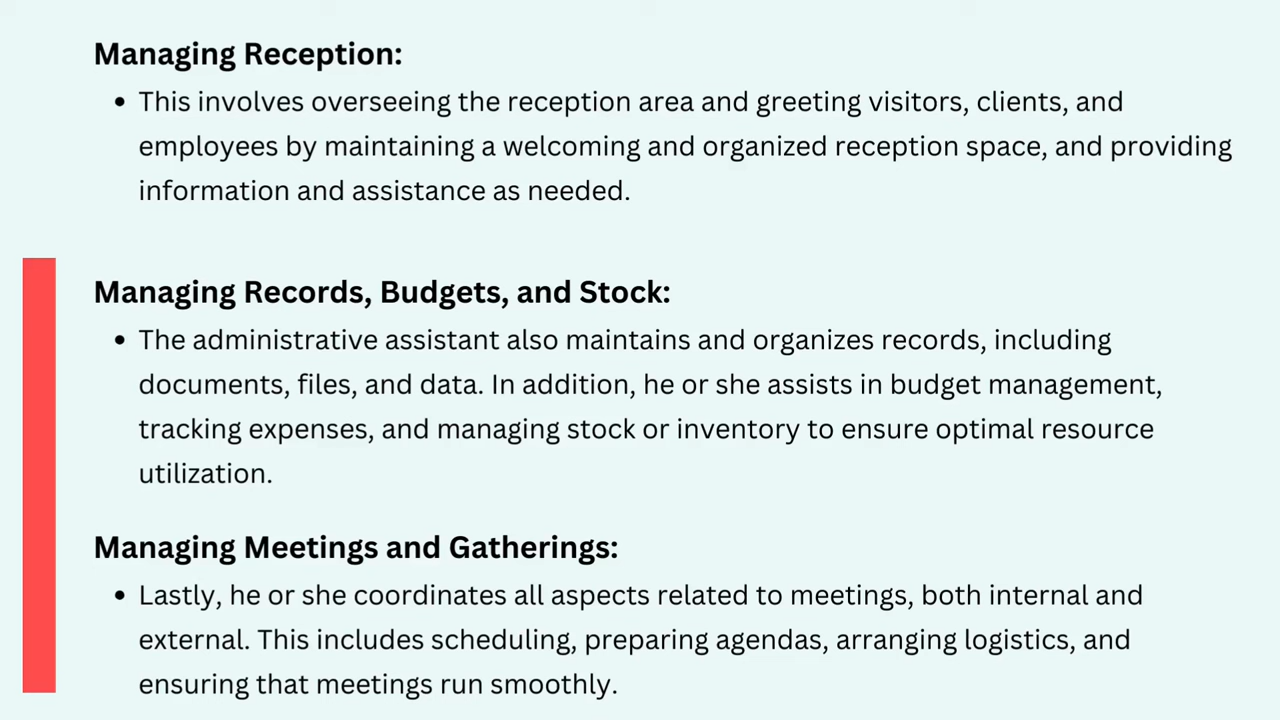 Managing Reception:
• This involves overseeing the reception area and greeting visitors, clients, and
employees by maintaining a welcoming and organized reception space, and providing
information and assistance as needed.
Managing Records, Budgets, and Stock:
• The administrative assistant also maintains and organizes records, including
documents, files, and data. In addition, he or she assists in budget management,
tracking expenses, and managing stock or inventory to ensure optimal resource
utilization.
Managing Meetings and Gatherings:
• Lastly, he or she coordinates all aspects related to meetings, both internal and
external. This includes scheduling, preparing agendas, arranging logistics, and
ensuring that meetings run smoothly.